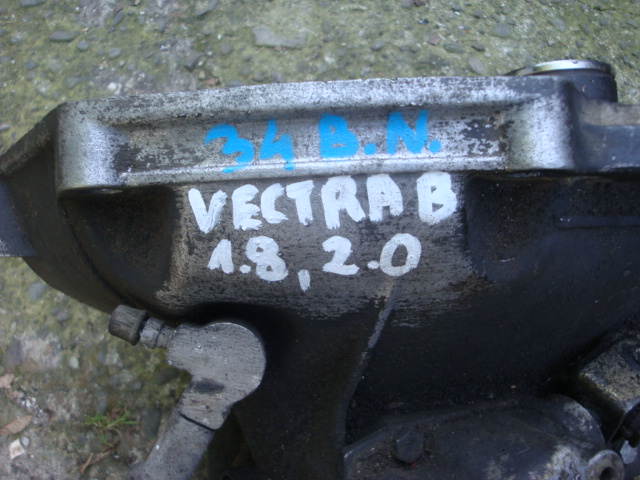 34 B.N.
VECTRA B
1.8, 2.0